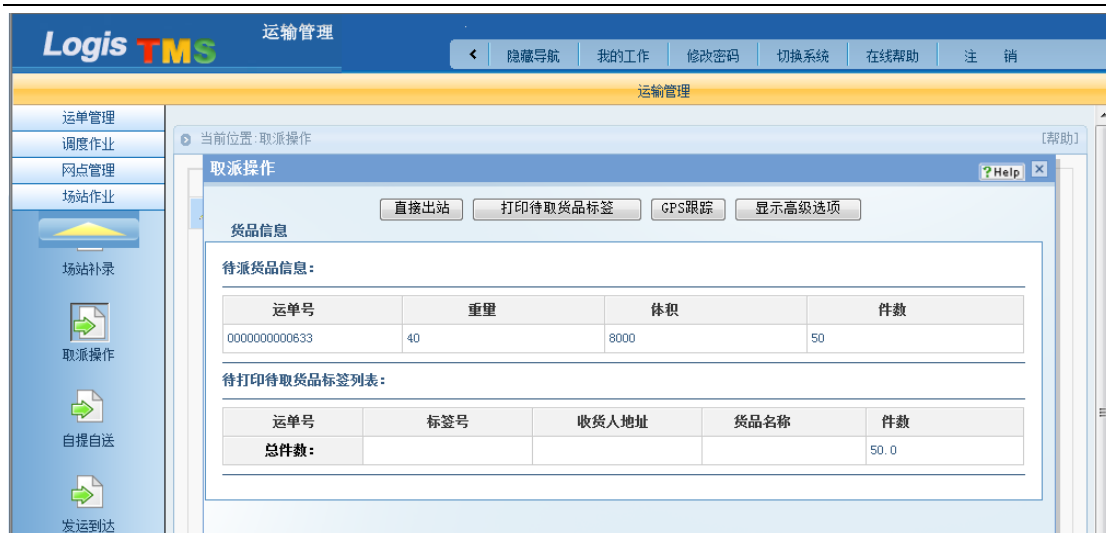 Logis TMS 运输管理
隐藏导航 我的工作 修改密码 切换系统 在线帮助 注 销
运输管理
运单管理
调度作业
网点管理
场站作业
场站补录
取派操作
自提自送
发运到达
当前位置:取派操作 [帮助]
取派操作 ?Help
直接出站 打印待取货品标签 GPS跟踪 显示高级选项
货品信息
待派货品信息:
运单号 重量 体积 件数
0000000000633 40 8000 50
待打印待取货品标签列表:
运单号 标签号 收货人地址 货品名称 件数
总件数: 50.0